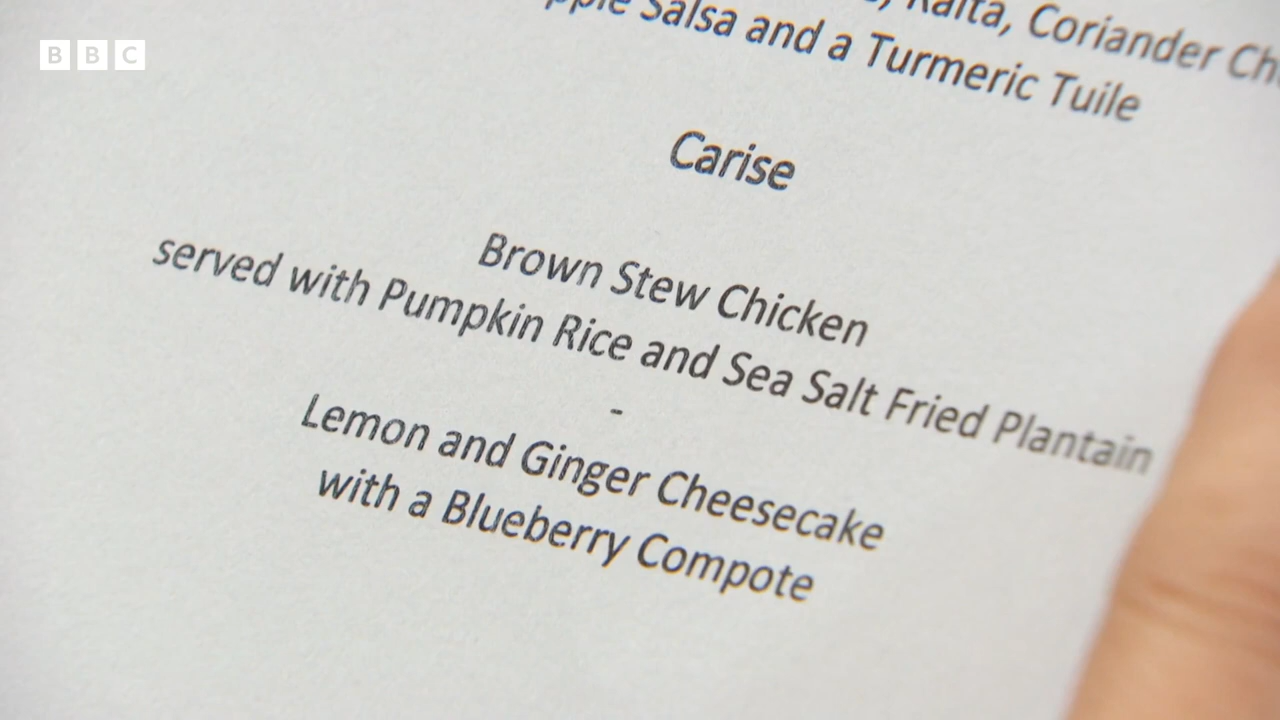 BBC
Raita, Coriander
Salsa and a Turmeric Tuile
Carise
Brown Stew Chicken
served with Pumpkin Rice and Sea Salt Fried Plantain
-
Lemon and Ginger Cheesecake
with a Blueberry Compote